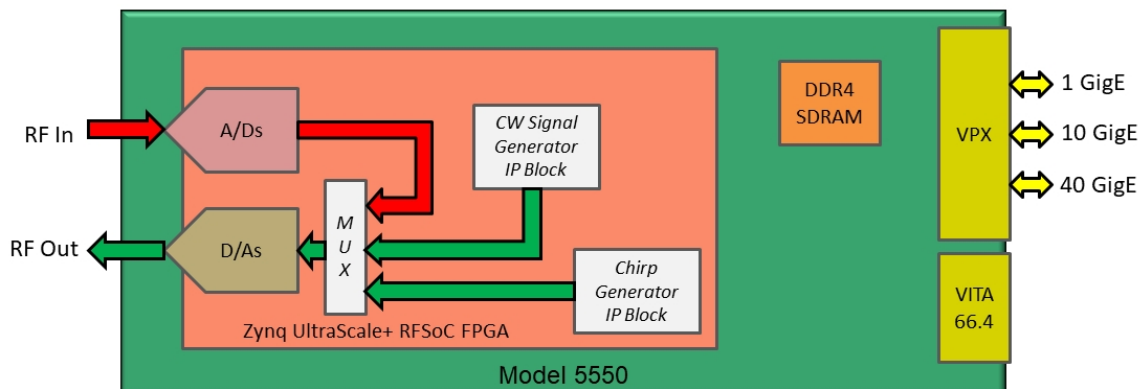 RF In
A/Ds
CW Signal
Generator
IP Block
DDR4
SDRAM
VPX
1 GigE
10 GigE
40 GigE
RF Out
D/As
M
U
X
Chirp
Generator
IP Block
VITA
66.4
Zynq UltraScale+ RFSoC FPGA
Model 5550